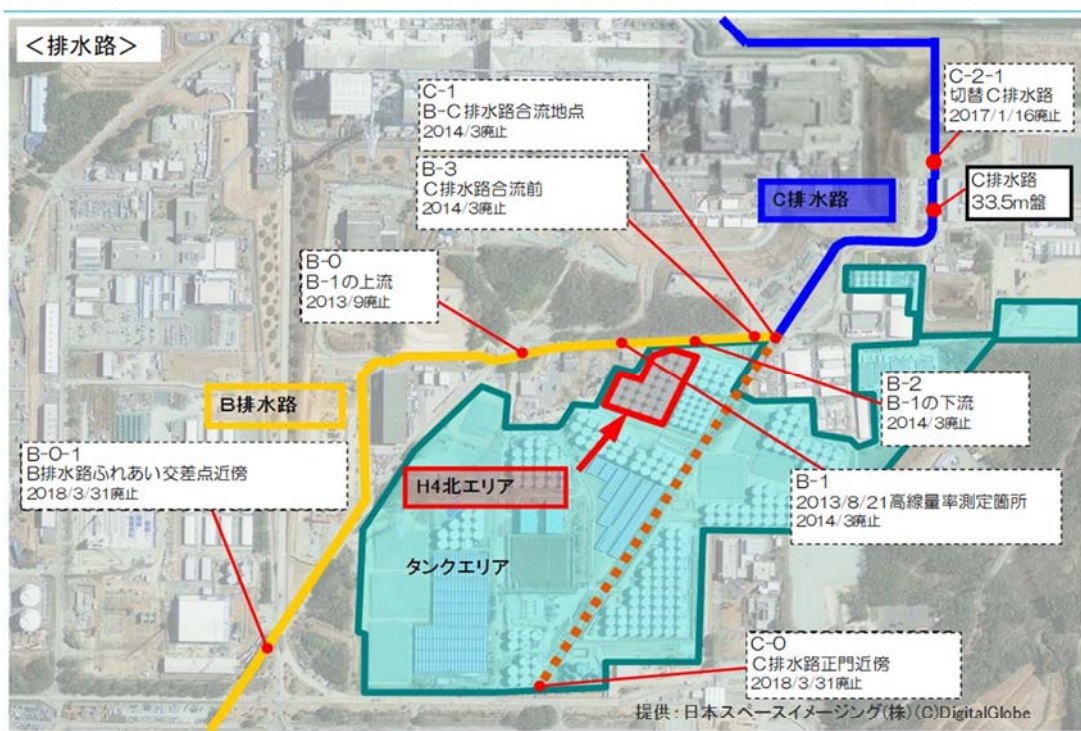 <排水路>
C-1
B-C排水路合流地点
2014/3廃止
C-2-1
切替C排水路
2017/1/16廃止
B-3
C排水路合流前
2014/3廃止
C排水路
C排水路
33.5m盤
B-0
B-1の上流
2013/9廃止
B排水路
B-2
B-1の下流
2014/3廃止
B-0-1
B排水路ふれあい交差点近傍
2018/3/31廃止
H4北エリア
B-1
2013/8/21高線量率測定箇所
2014/3廃止
タンクエリア
C-0
C排水路正門近傍
2018/3/31廃止
提供：日本スペースイメージング(株)(C)DigitalGlobe